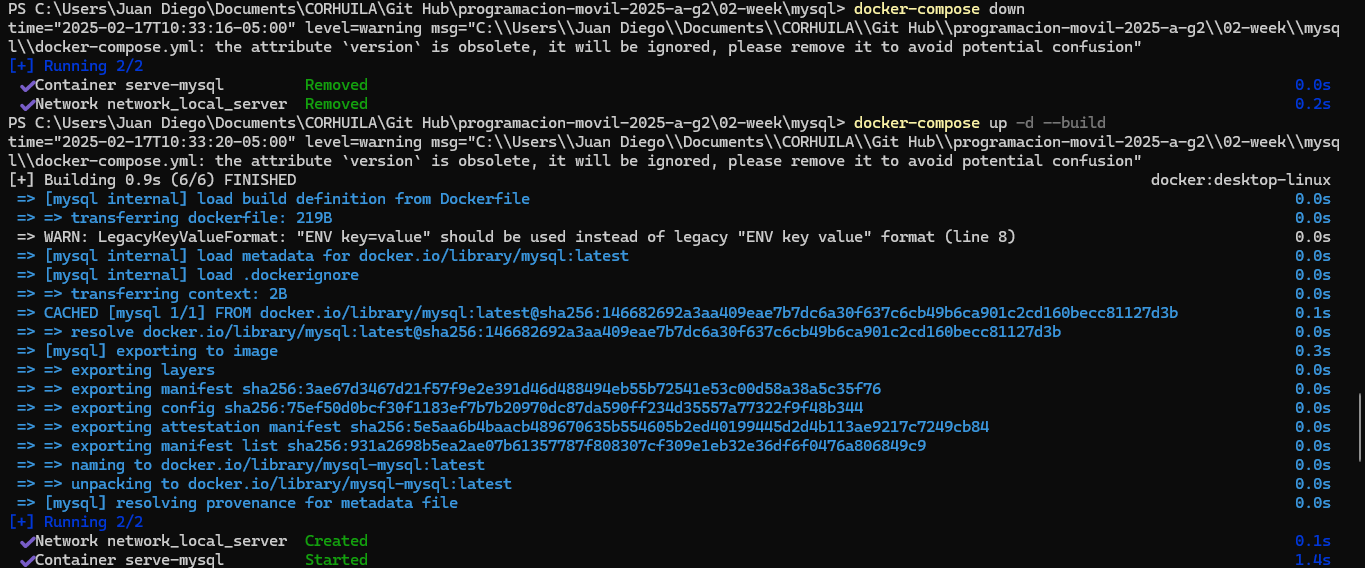 PS C:\Users\Juan Diego\Documents\CORHUILA\Git Hub\programacion-movil-2025-a-g2\02-week\mysql> docker-compose down
time="2025-02-17T10:33:16-05:00" level=warning msg="C:\\Users\\Juan Diego\\Documents\\CORHUILA\\Git Hub\\programacion-movil-2025-a-g2\\02-week\\mysq
l\\docker-compose.yml: the attribute `version` is obsolete, it will be ignored, please remove it to avoid potential confusion"
[+] Running 2/2
✔Container serve-mysql Removed 0.0s
✔Network network_local_server Removed 0.2s
PS C:\Users\Juan Diego\Documents\CORHUILA\Git Hub\programacion-movil-2025-a-g2\02-week\mysql> docker-compose up -d --build
time="2025-02-17T10:33:20-05:00" level=warning msg="C:\\Users\\Juan Diego\\Documents\\CORHUILA\\Git Hub\\programacion-movil-2025-a-g2\\02-week\\mysq
l\\docker-compose.yml: the attribute `version` is obsolete, it will be ignored, please remove it to avoid potential confusion"
[+] Building 0.9s (6/6) FINISHED docker:desktop-linux
=> [mysql internal] load build definition from Dockerfile 0.0s
=> => transferring dockerfile: 219B 0.0s
=> WARN: LegacyKeyValueFormat: "ENV key=value" should be used instead of legacy "ENV key value" format (line 8) 0.0s
=> [mysql internal] load metadata for docker.io/library/mysql:latest 0.0s
=> [mysql internal] load .dockerignore 0.0s
=> => transferring context: 2B 0.0s
=> CACHED [mysql 1/1] FROM docker.io/library/mysql:latest@sha256:146682692a3aa409eae7b7dc6a30f637c6cb49b6ca901c2cd160becc81127d3b 0.1s
=> => resolve docker.io/library/mysql:latest@sha256:146682692a3aa409eae7b7dc6a30f637c6cb49b6ca901c2cd160becc81127d3b 0.0s
=> [mysql] exporting to image 0.3s
=> => exporting layers 0.0s
=> => exporting manifest sha256:3ae67d3467d21f57f9e2e391d46d488494eb55b72541e53c00d58a38a5c35f76 0.0s
=> => exporting config sha256:75ef50d0bcf30f1183ef7b7b20970dc87da590ff234d35557a77322f9f48b344 0.0s
=> => exporting attestation manifest sha256:5e5aa6b4baacb489670635b554605b2ed40199445d2d4b113ae9217c7249cb84 0.0s
=> => exporting manifest list sha256:931a2698b5ea2ae07b61357787f808307cf309e1eb32e36df6f0476a806849c9 0.0s
=> => naming to docker.io/library/mysql-mysql:latest 0.0s
=> => unpacking to docker.io/library/mysql-mysql:latest 0.0s
=> [mysql] resolving provenance for metadata file 0.0s
[+] Running 2/2
✔Network network_local_server Created 0.1s
✔Container serve-mysql Started 1.4s